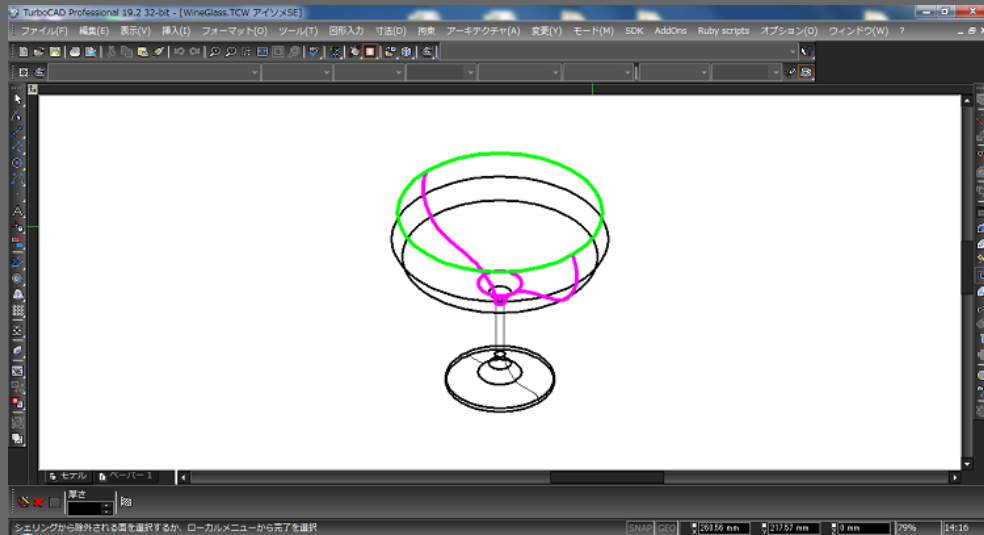 TurboCAD Professional 19.2 32-bit - [WineGlass.TCW アイソメSE]
ファイル(F) 編集(E) 表示(V) 挿入(I) フォーマット(O) ツール(T) 図形入力 寸法(D) 拘束 アーキテクチャ(A) 変更(Y) モード(M) SDK AddOns Ruby scripts オプション(O) ウィンドウ(W) ?
モデル ペーパー 1
厚さ
シェリングから除外される面を選択するか、ローカルメニューから完了を選択 SNAP GEO 260.56 mm 217.57 mm 0 mm 79% 14:16